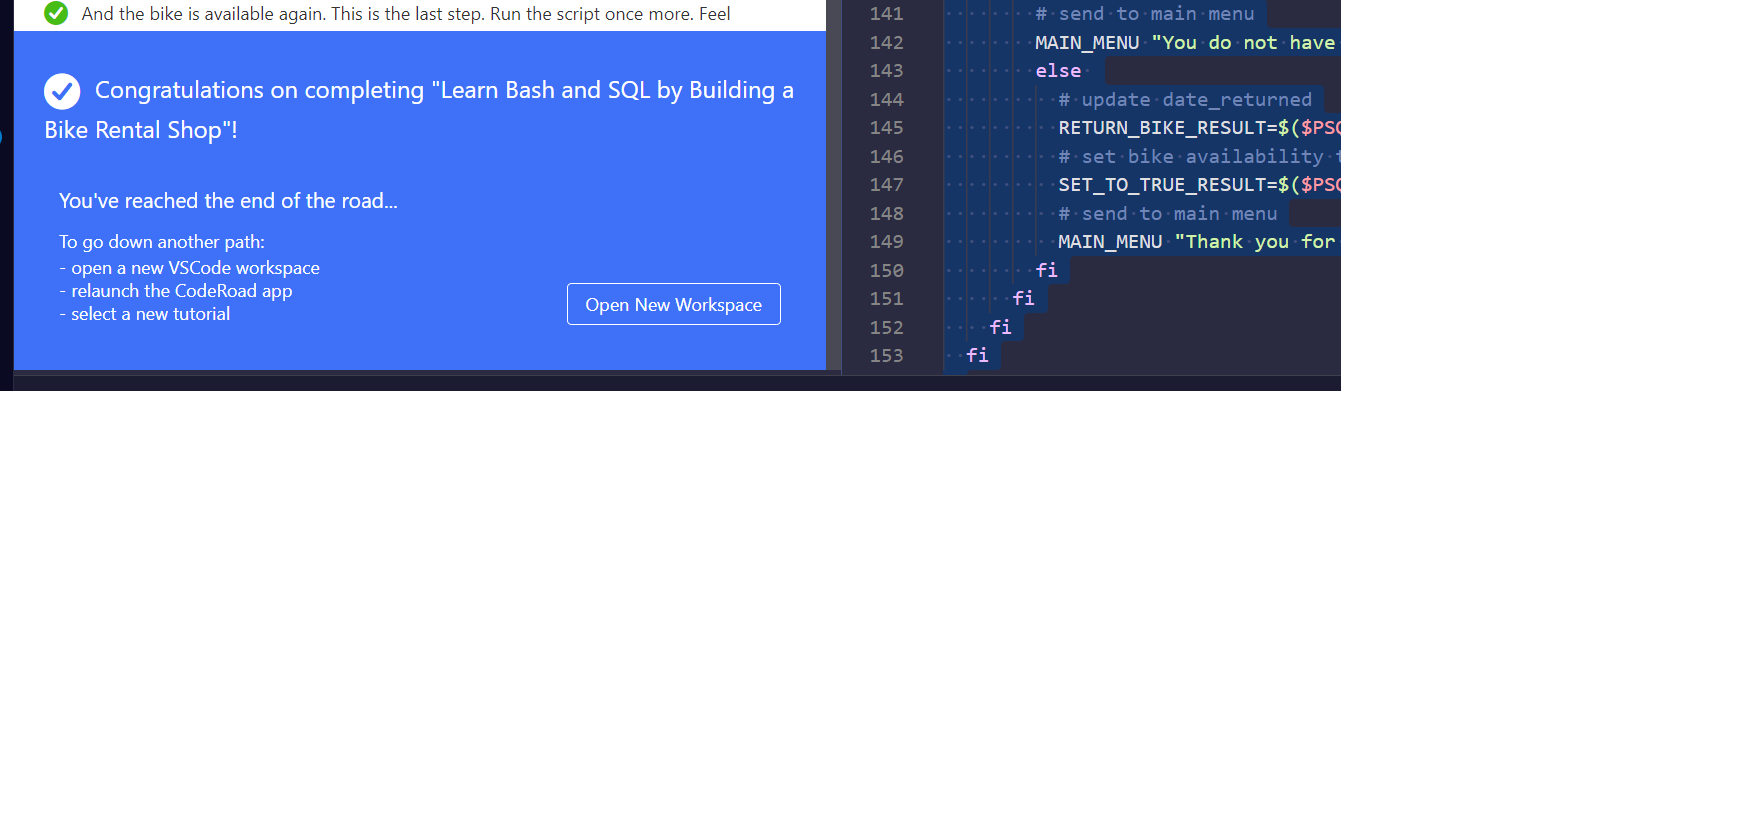 And the bike is available again. This is the last step. Run the script once more. Feel
Congratulations on completing "Learn Bash and SQL by Building a
Bike Rental Shop"!
You've reached the end of the road...
To go down another path:
- open a new VSCode workspace
- relaunch the CodeRoad app
- select a new tutorial
Open New Workspace
141 # send to main menu
142 MAIN_MENU "You do not have
143 else
144 # update date_returned
145 RETURN_BIKE_RESULT=$($PSQ
146 # set bike availability t
147 SET_TO_TRUE_RESULT=$($PSQ
148 # send to main menu
149 MAIN_MENU "Thank you for
150 fi
151 fi
152 fi
153 fi